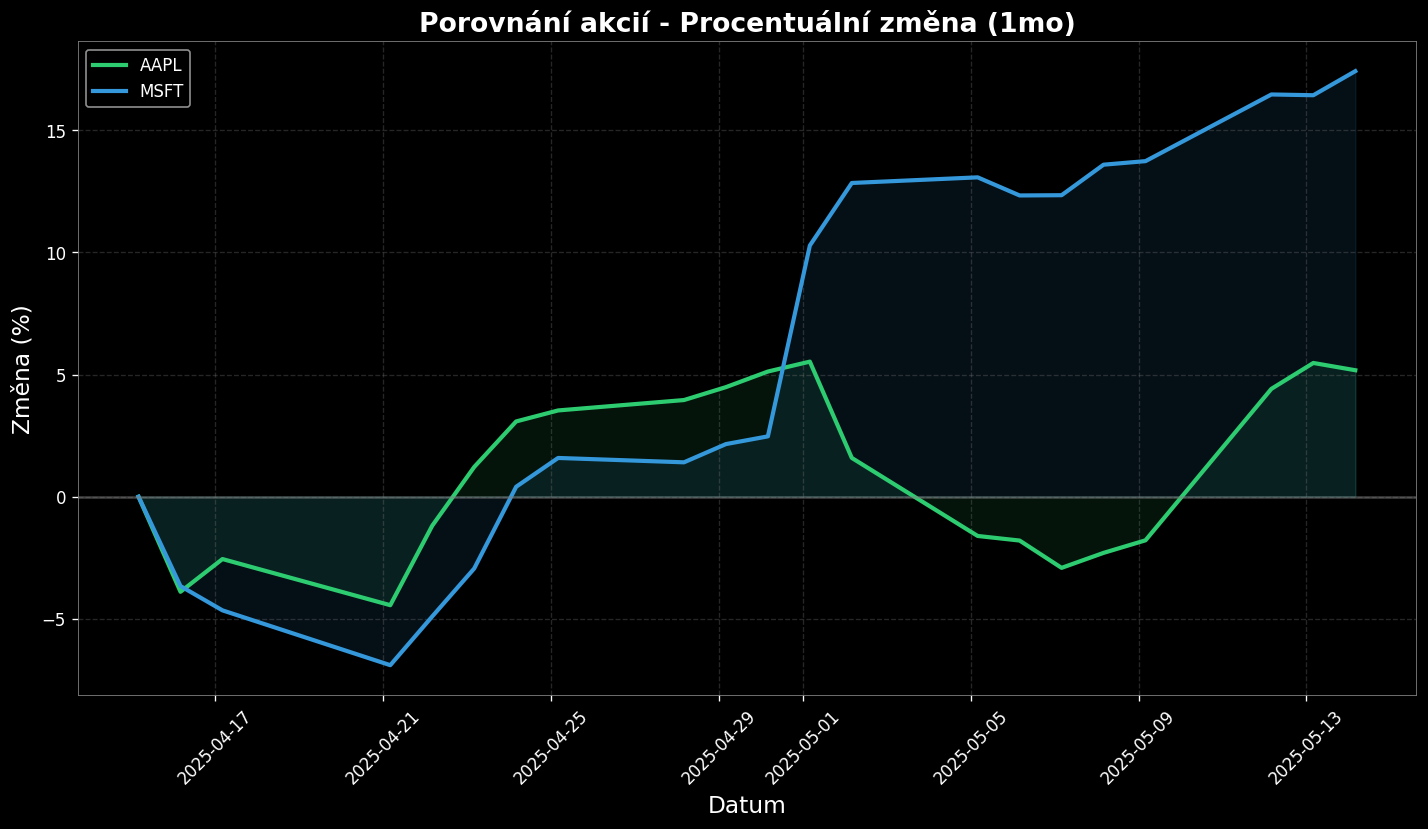 Porovnání akcií - Procentuální změna (1mo)
AAPL
MSFT
Změna (%)
15
10
5
0
−5
2025-04-17
2025-04-21
2025-04-25
2025-04-29
2025-05-01
2025-05-05
2025-05-09
2025-05-13
Datum